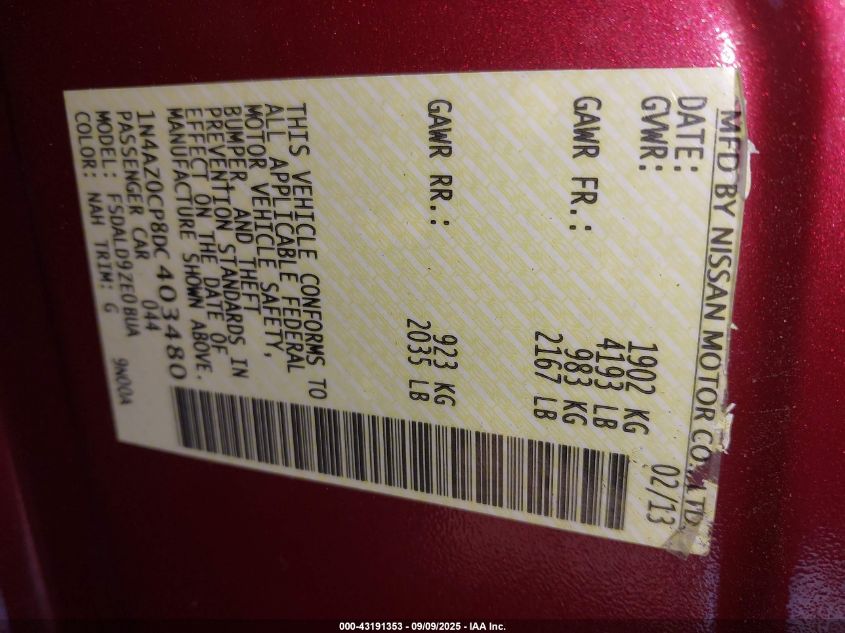 MFD BY NISSAN MOTOR CO., LTD.
DATE: 02/13
GVWR: 1902 KG
4193 LB
GAWR FR.: 983 KG
2167 LB
GAWR RR.: 923 KG
2035 LB
THIS VEHICLE CONFORMS TO
ALL APPLICABLE FEDERAL
MOTOR VEHICLE SAFETY,
BUMPER, AND THEFT
PREVENTION STANDARDS IN
EFFECT ON THE DATE OF
MANUFACTURE SHOWN ABOVE.
1N4AZ0CP8DC403480
PASSENGER CAR 044
MODEL: FSDALD9ZE0BUA
COLOR: NAH TRIM: G 9N00A
000-43191353 - 09/09/2025 - IAA Inc.